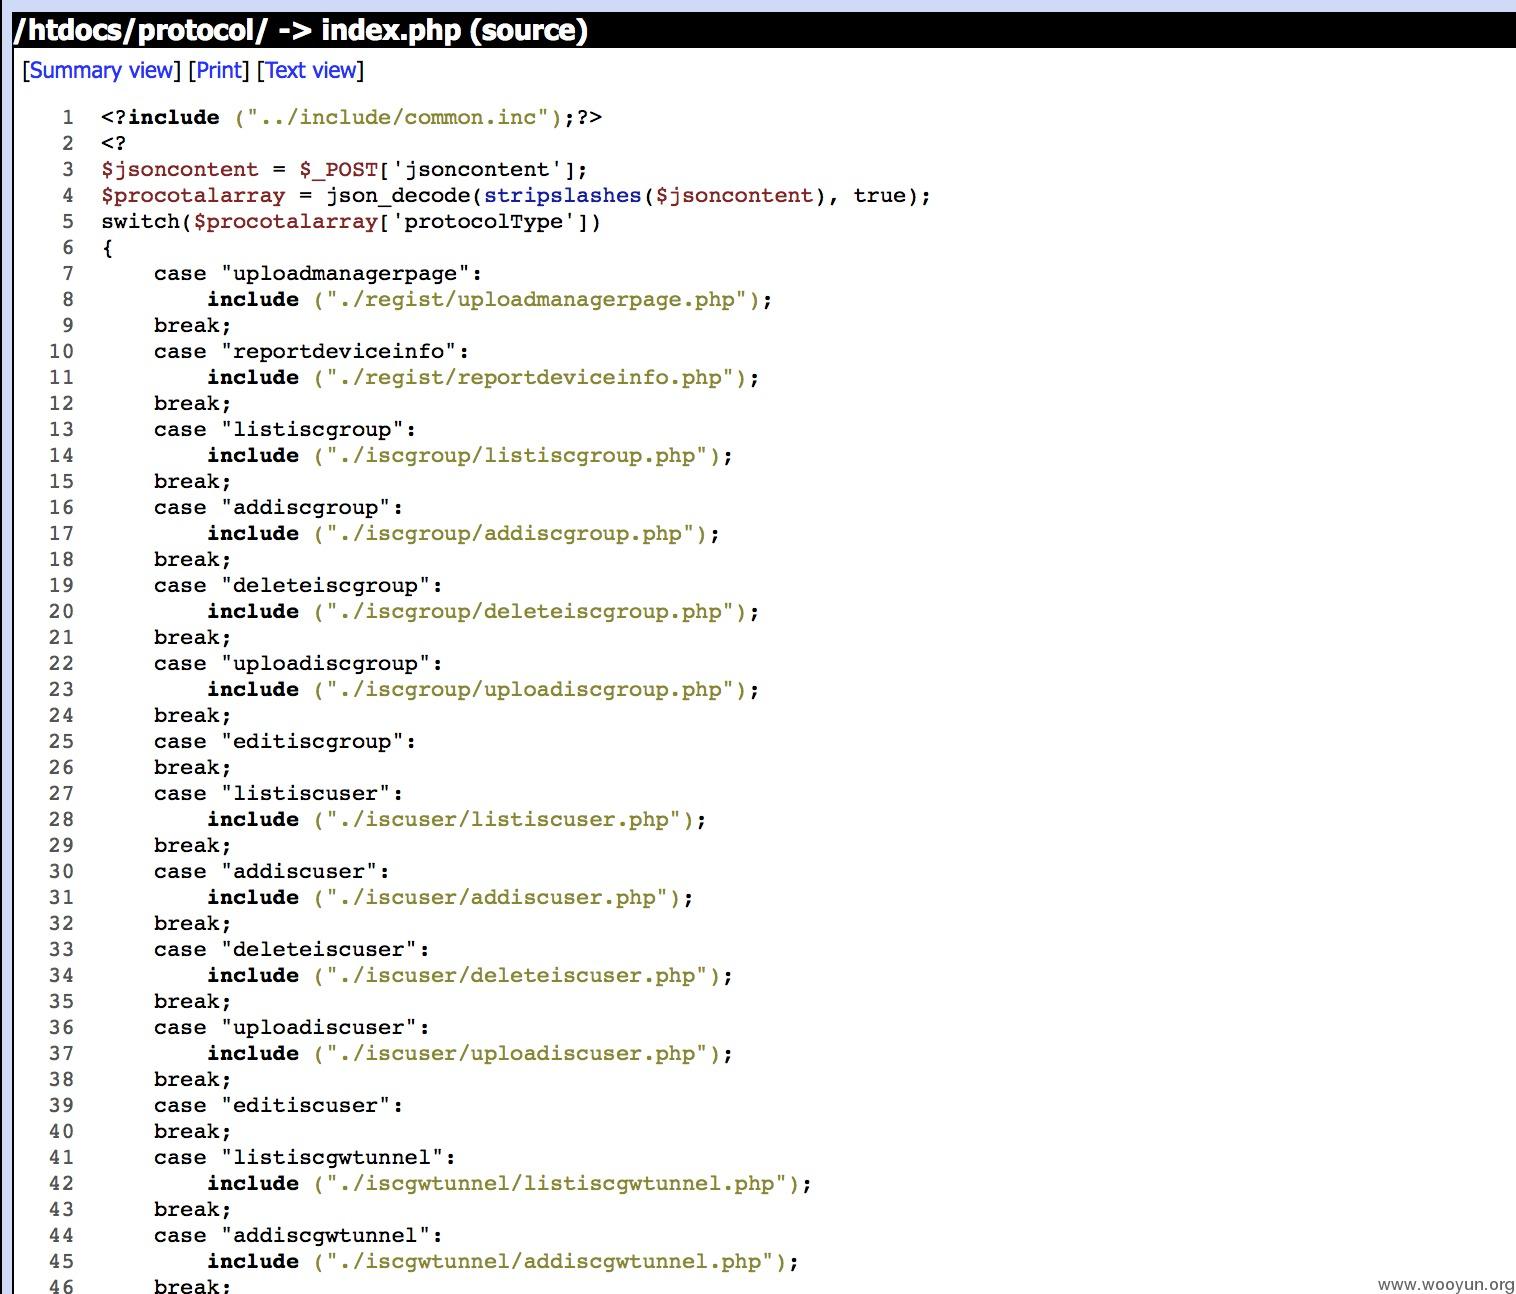 /htdocs/protocol/ -> index.php (source)
[Summary view] [Print] [Text view]
1 <?include ("../include/common.inc");?>
2 <?
3 $jsoncontent = $_POST['jsoncontent'];
4 $procotalarray = json_decode(stripslashes($jsoncontent), true);
5 switch($procotalarray['protocolType'])
6 {
7     case "uploadmanagerpage":
8         include ("./regist/uploadmanagerpage.php");
9     break;
10     case "reportdeviceinfo":
11         include ("./regist/reportdeviceinfo.php");
12     break;
13     case "listiscgroup":
14         include ("./iscgroup/listiscgroup.php");
15     break;
16     case "addiscgroup":
17         include ("./iscgroup/addiscgroup.php");
18     break;
19     case "deleteiscgroup":
20         include ("./iscgroup/deleteiscgroup.php");
21     break;
22     case "uploadiscgroup":
23         include ("./iscgroup/uploadiscgroup.php");
24     break;
25     case "editiscgroup":
26     break;
27     case "listiscuser":
28         include ("./iscuser/listiscuser.php");
29     break;
30     case "addiscuser":
31         include ("./iscuser/addiscuser.php");
32     break;
33     case "deleteiscuser":
34         include ("./iscuser/deleteiscuser.php");
35     break;
36     case "uploadiscuser":
37         include ("./iscuser/uploadiscuser.php");
38     break;
39     case "editiscuser":
40     break;
41     case "listiscgwtunnel":
42         include ("./iscgwtunnel/listiscgwtunnel.php");
43     break;
44     case "addiscgwtunnel":
45         include ("./iscgwtunnel/addiscgwtunnel.php");
46     break;
www.wooyun.org